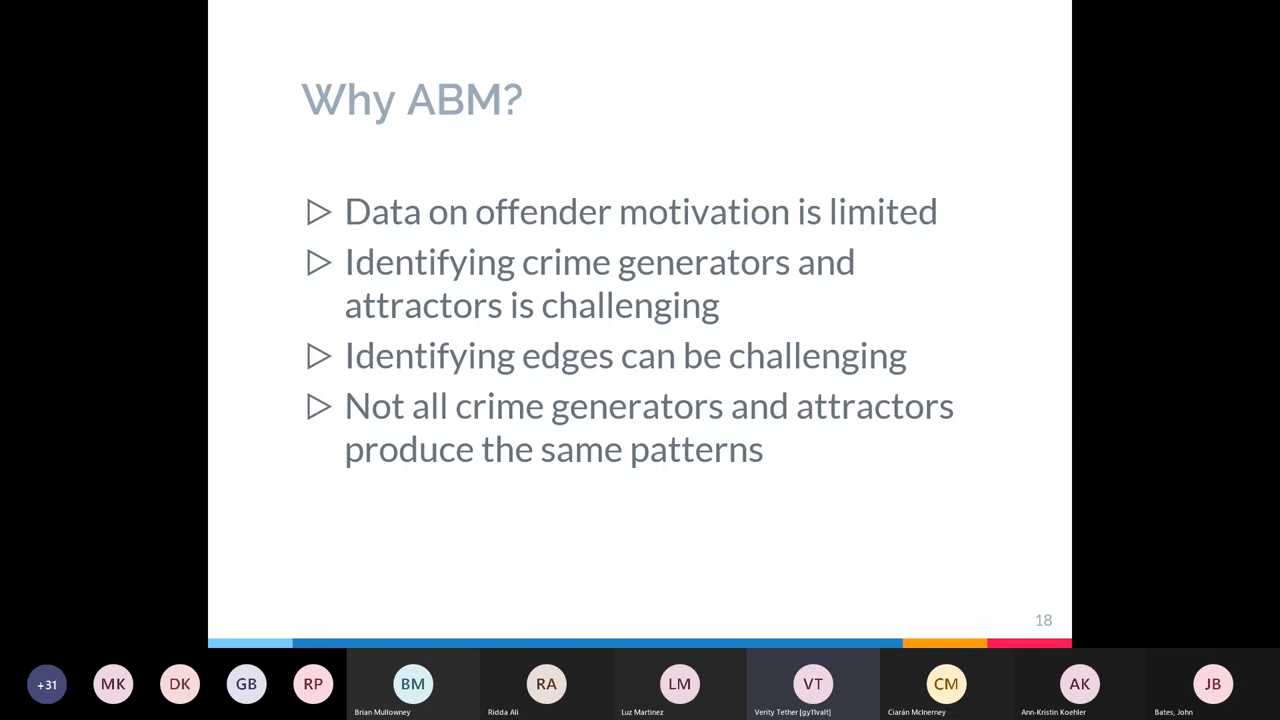 Why ABM?
Data on offender motivation is limited
Identifying crime generators and
attractors is challenging
Identifying edges can be challenging
Not all crime generators and attractors
produce the same patterns
18
+31
MK
DK
GB
RP
BM
RA
LM
VT
CM
AK
JB
Brian Mullowney
Ridda Ali
Luz Martinez
Verity Tether [gy11valt]
Ciarán McInerney
Ann-Kristin Koehler
Bates, John